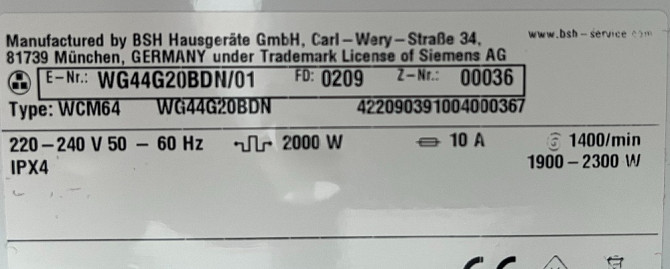 Manufactured by BSH Hausgeräte GmbH, Carl-Wery-Straße 34,
www.bsh-service.com
81739 München, GERMANY under Trademark License of Siemens AG
E-Nr.: WG44G20BDN/01 FD: 0209 Z-Nr.: 00036
Type: WCM64 WG44G20BDN 422090391004000367
220-240 V 50 - 60 Hz 2000 W 10 A 1400/min
IPX4 1900-2300 W
CE